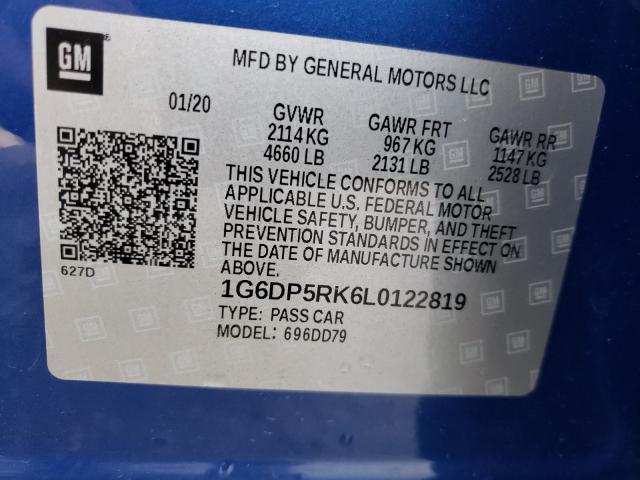 GM
MFD BY GENERAL MOTORS LLC
01/20
GVWR
2114 KG
4660 LB
GAWR FRT
967 KG
2131 LB
GAWR RR
1147 KG
2528 LB
THIS VEHICLE CONFORMS TO ALL
APPLICABLE U.S. FEDERAL MOTOR
VEHICLE SAFETY, BUMPER, AND THEFT
PREVENTION STANDARDS IN EFFECT ON
THE DATE OF MANUFACTURE SHOWN
ABOVE.
627D
1G6DP5RK6L0122819
TYPE: PASS CAR
MODEL: 696DD79